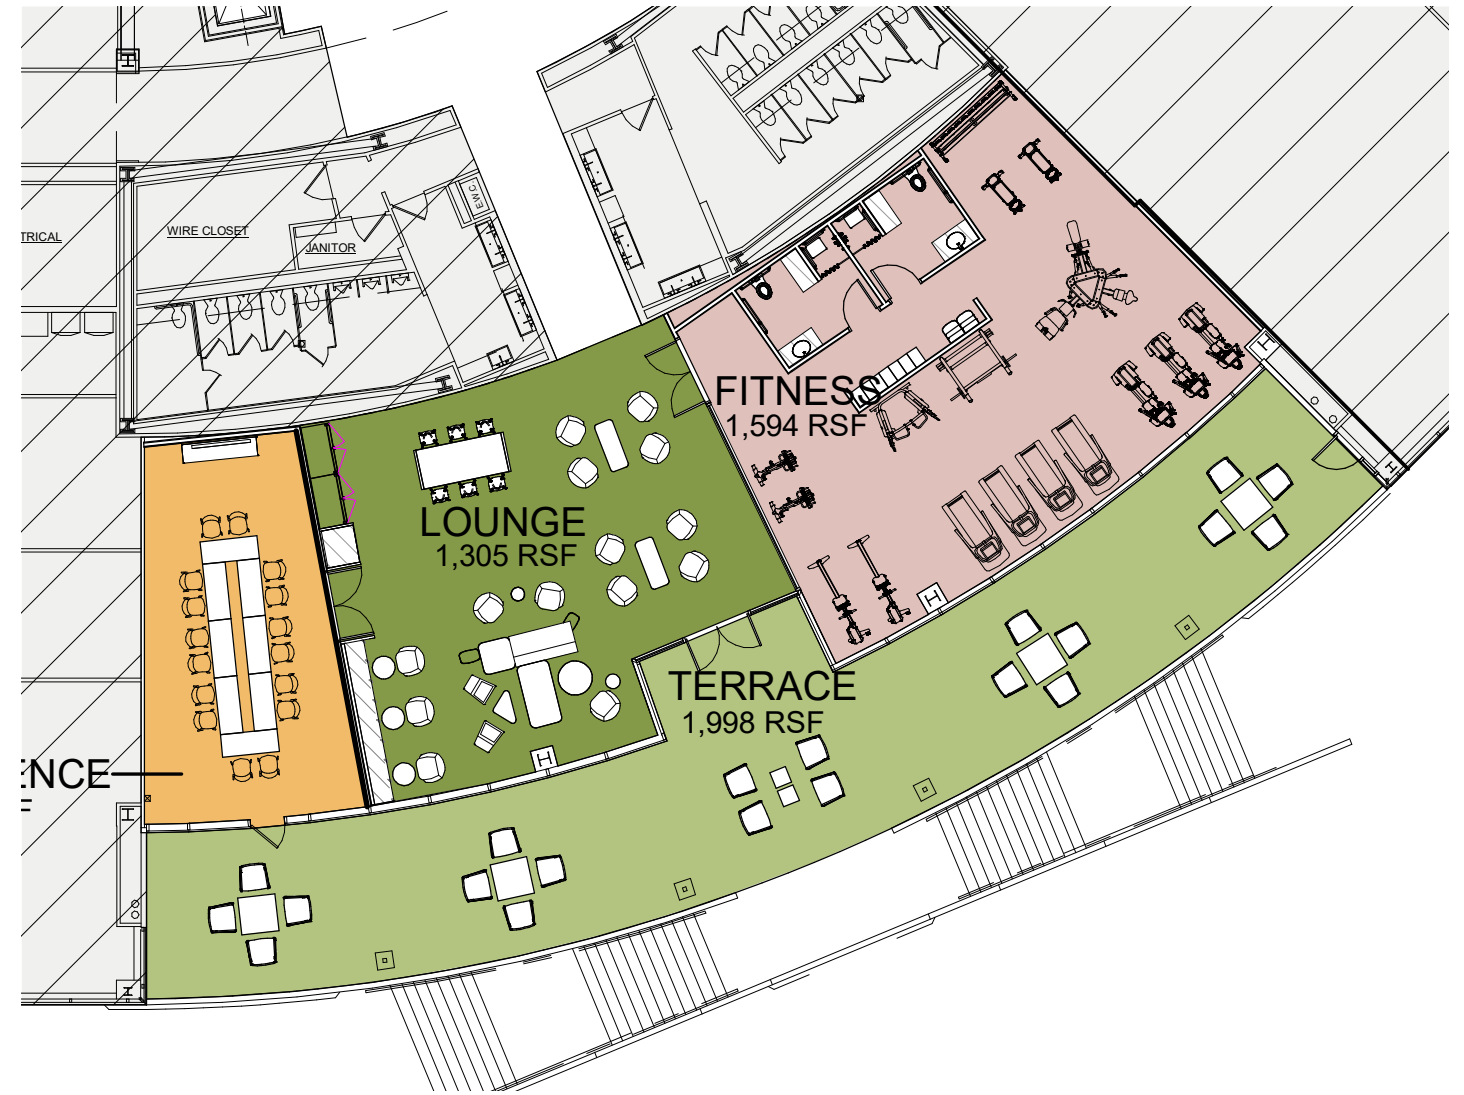 E.W.C.
WIRE CLOSET
TRICAL
JANITOR
FITNESS
1,594 RSF
LOUNGE
1,305 RSF
TERRACE
1,998 RSF
ENCE
F